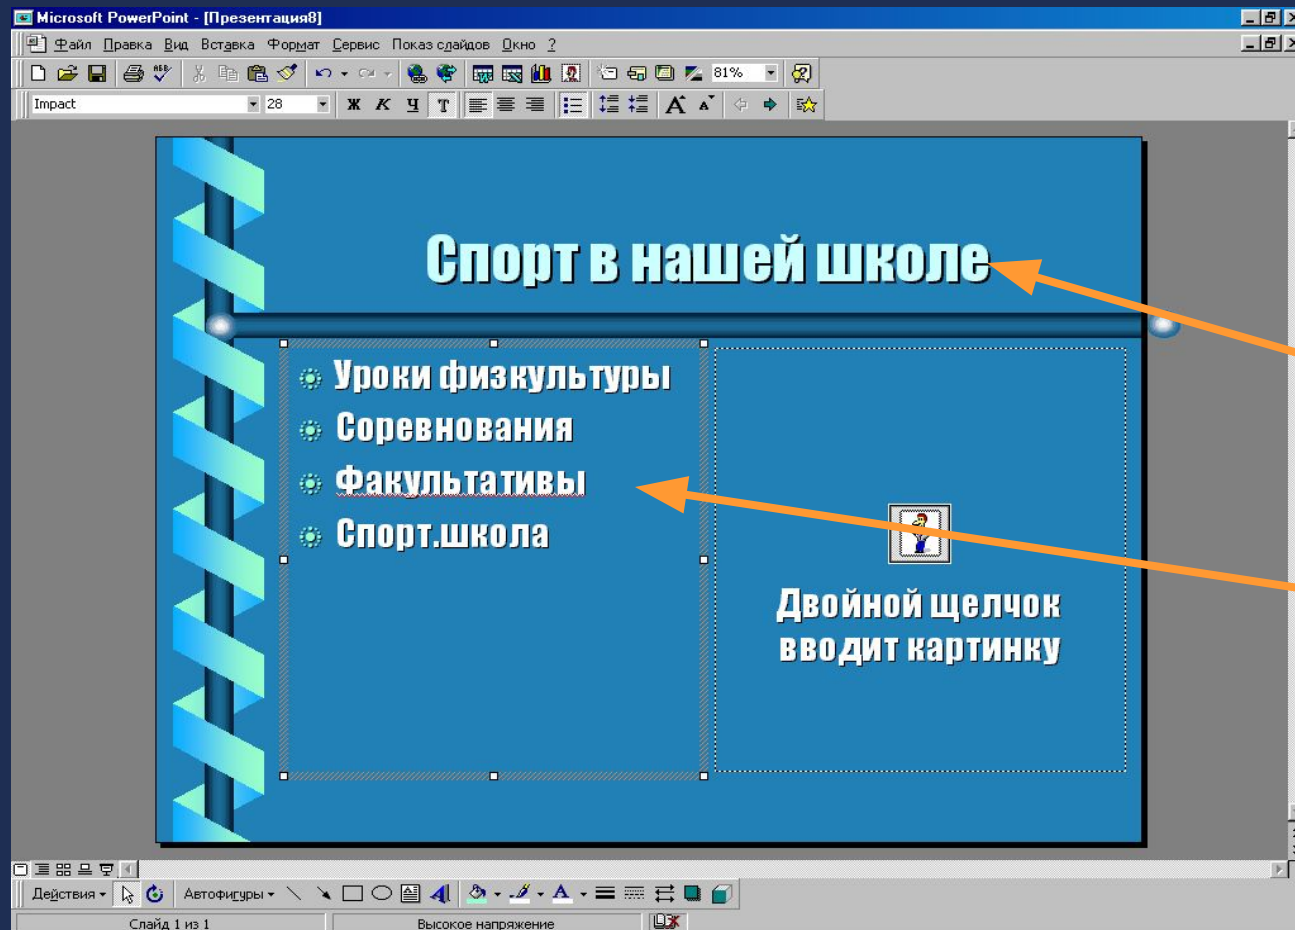 Microsoft PowerPoint - [Презентация8]
Файл Правка Вид Вставка Формат Сервис Показ слайдов Окно ?
81%
Impact 28 Ж К Ч Т
Спорт в нашей школе
Уроки физкультуры
Соревнования
Факультативы
Спорт.школа
Двойной щелчок
вводит картинку
Действия Автофигуры
Слайд 1 из 1 Высокое напряжение